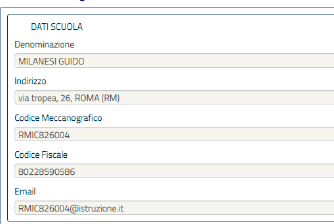 DATI SCUOLA
Denominazione
MILANESI GUIDO
Indirizzo
via tropea, 26, ROMA (RM)
Codice Meccanografico
RMIC826004
Codice Fiscale
80228590586
Email
RMIC826004@istruzione.it